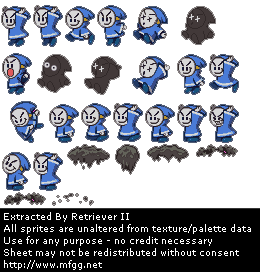 Extracted By Retriever II
All sprites are unaltered from texture/palette data
Use for any purpose - no credit necessary
Sheet may not be redistributed without consent
http://www.mfgg.net